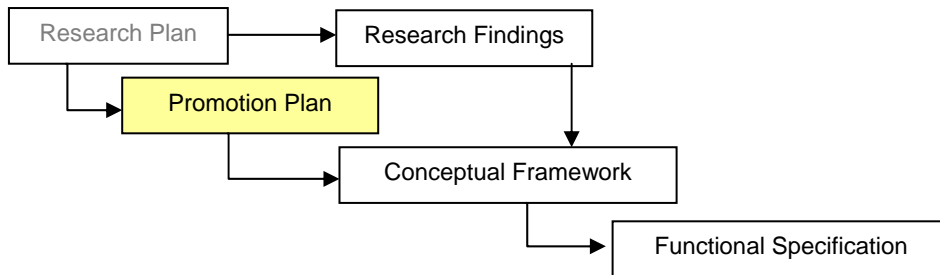 Research Plan
Research Findings
Promotion Plan
Conceptual Framework
Functional Specification